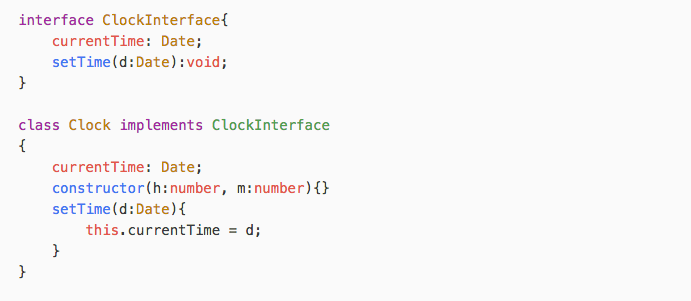 interface ClockInterface{
    currentTime: Date;
    setTime(d:Date):void;
}

class Clock implements ClockInterface
{
    currentTime: Date;
    constructor(h:number, m:number){}
    setTime(d:Date){
        this.currentTime = d;
    }
}